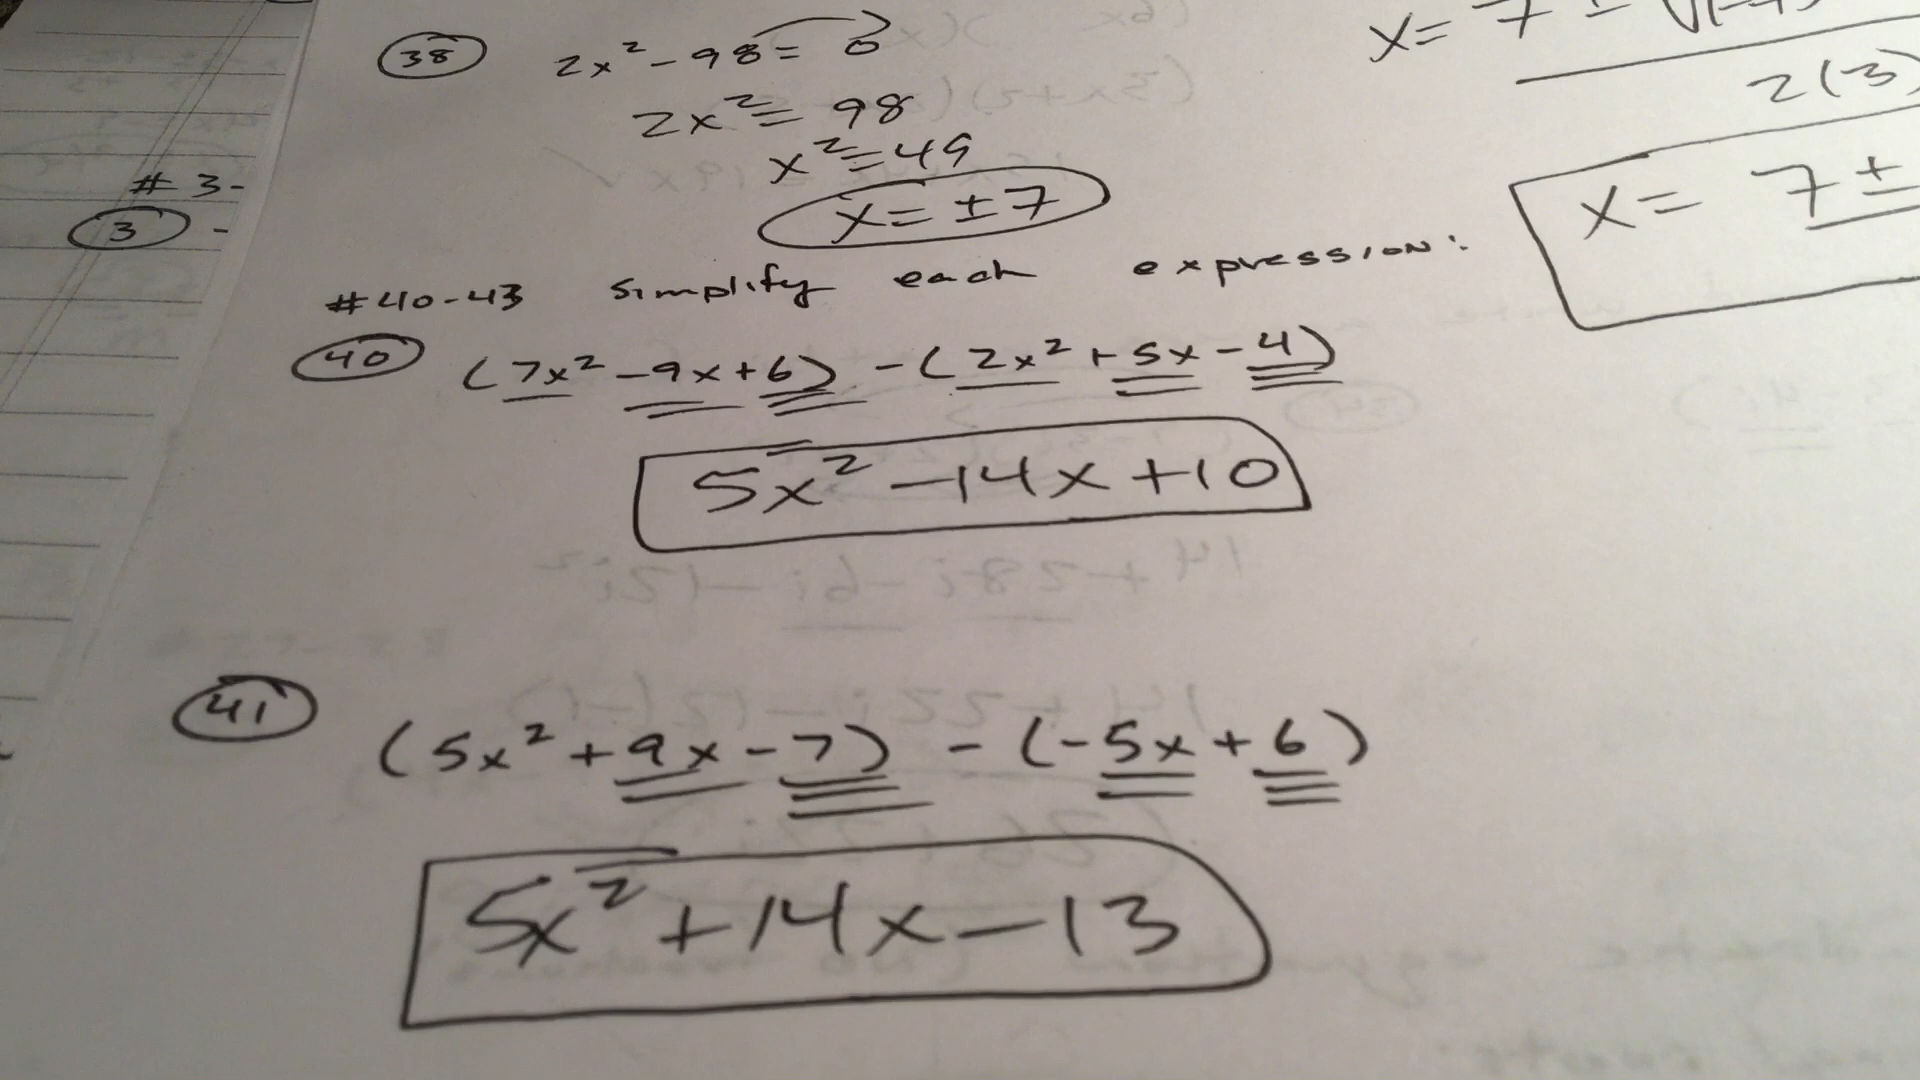 38 2x² - 98 = 0
2x² = 98
x² = 49
x = ±7
# 3-
3 -
#40-43 simplify each expression:
40 (7x² - 9x + 6) - (2x² + 5x - 4)
5x² - 14x + 10
41 (5x² + 9x - 7) - (-5x + 6)
5x² + 14x - 13
x = 7 ±
2(3)
x = 7 ±